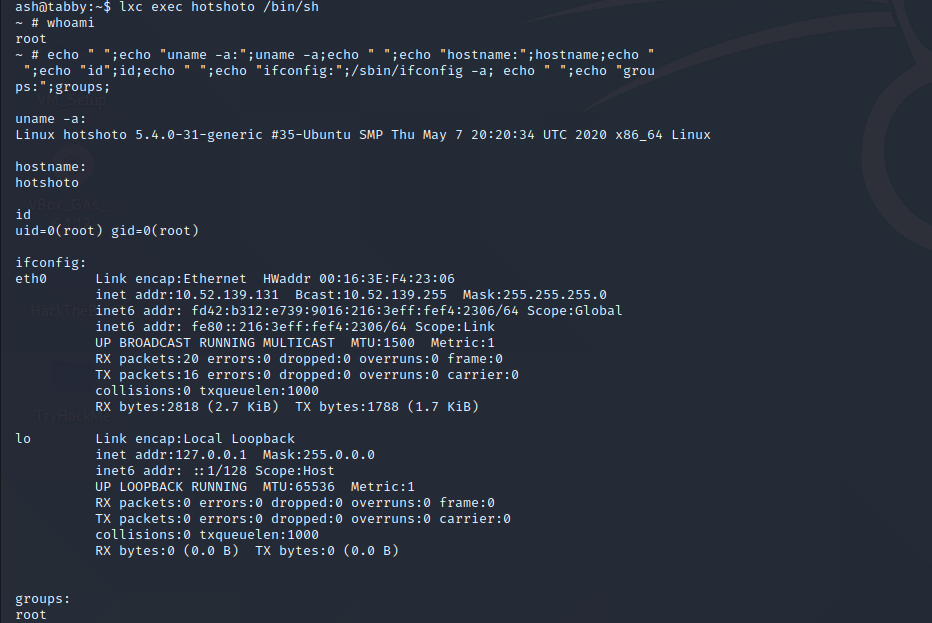 ash@tabby:~$ lxc exec hotshoto /bin/sh
~ # whoami
root
~ # echo " ";echo "uname -a:";uname -a;echo " ";echo "hostname:";hostname;echo "
 ";echo "id";id;echo " ";echo "ifconfig:";/sbin/ifconfig -a; echo " ";echo "grou
ps:";groups;
uname -a:
Linux hotshoto 5.4.0-31-generic #35-Ubuntu SMP Thu May 7 20:20:34 UTC 2020 x86_64 Linux
hostname:
hotshoto
id
uid=0(root) gid=0(root)
ifconfig:
eth0      Link encap:Ethernet  HWaddr 00:16:3E:F4:23:06
          inet addr:10.52.139.131  Bcast:10.52.139.255  Mask:255.255.255.0
          inet6 addr: fd42:b312:e739:9016:216:3eff:fef4:2306/64 Scope:Global
          inet6 addr: fe80::216:3eff:fef4:2306/64 Scope:Link
          UP BROADCAST RUNNING MULTICAST  MTU:1500  Metric:1
          RX packets:20 errors:0 dropped:0 overruns:0 frame:0
          TX packets:16 errors:0 dropped:0 overruns:0 carrier:0
          collisions:0 txqueuelen:1000
          RX bytes:2818 (2.7 KiB)  TX bytes:1788 (1.7 KiB)
lo        Link encap:Local Loopback
          inet addr:127.0.0.1  Mask:255.0.0.0
          inet6 addr: ::1/128 Scope:Host
          UP LOOPBACK RUNNING  MTU:65536  Metric:1
          RX packets:0 errors:0 dropped:0 overruns:0 frame:0
          TX packets:0 errors:0 dropped:0 overruns:0 carrier:0
          collisions:0 txqueuelen:1000
          RX bytes:0 (0.0 B)  TX bytes:0 (0.0 B)
groups:
root